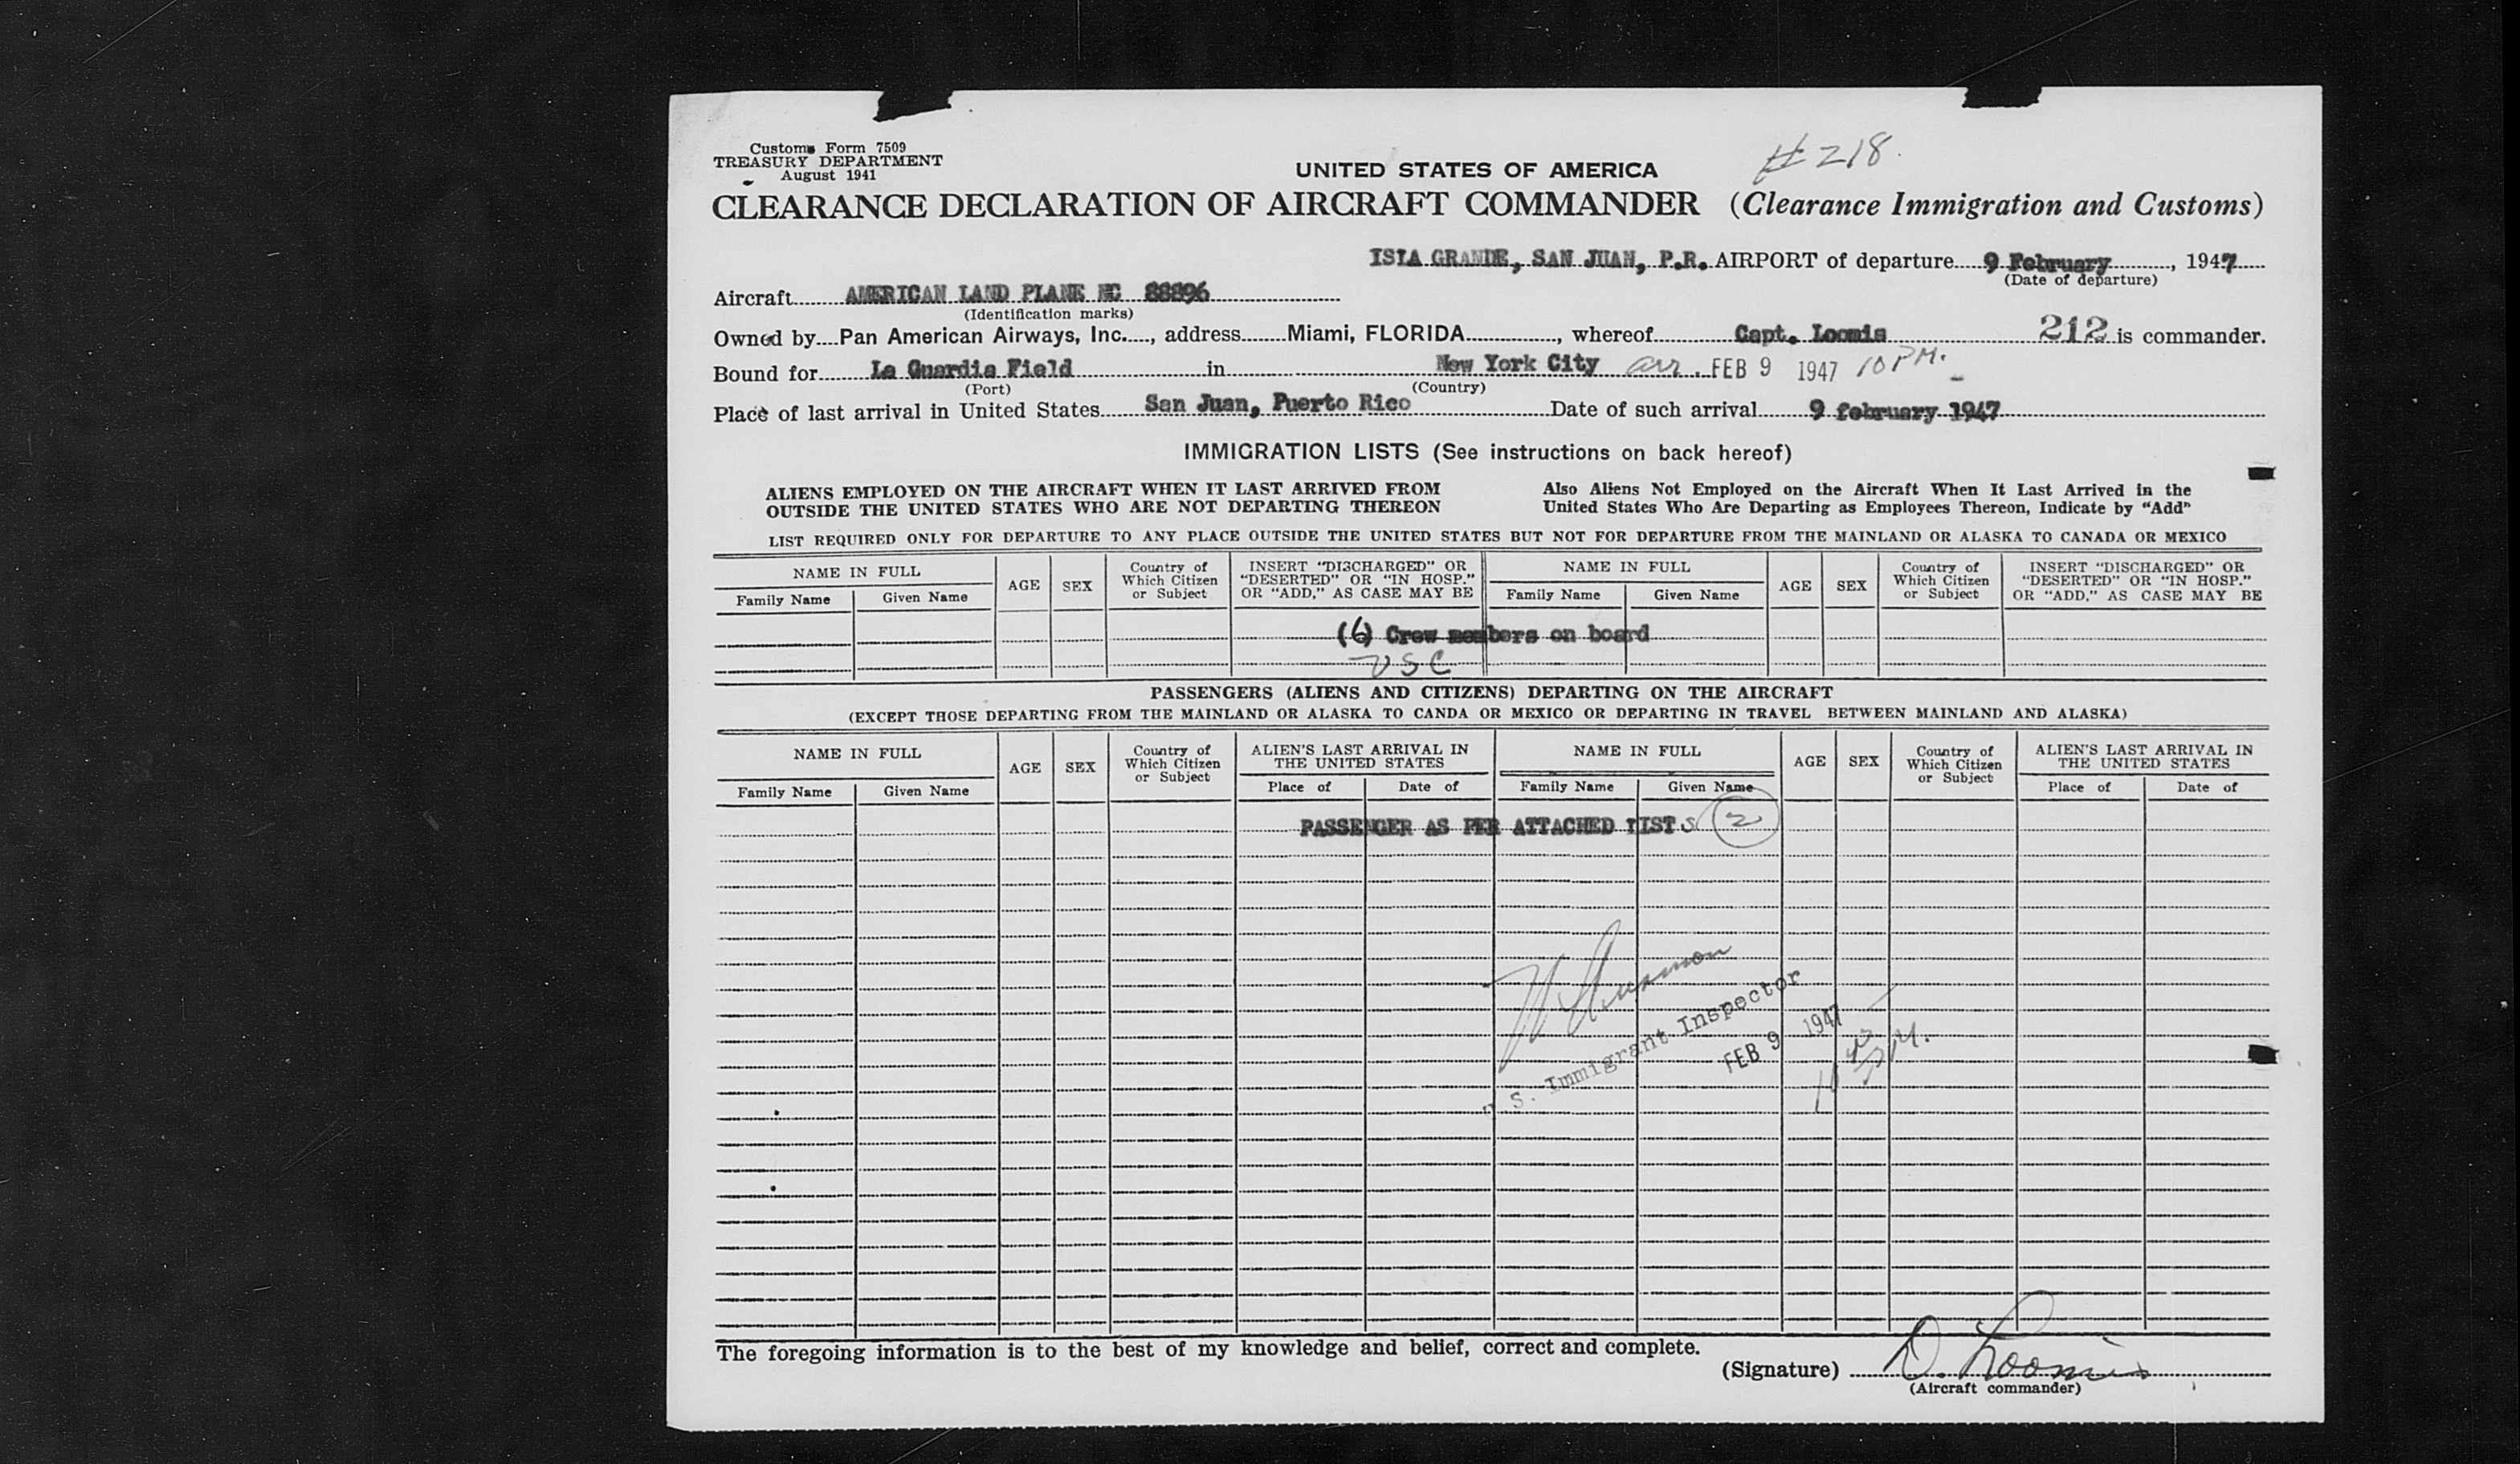 Customs Form 7509
TREASURY DEPARTMENT
August 1941
UNITED STATES OF AMERICA
# 218
CLEARANCE DECLARATION OF AIRCRAFT COMMANDER (Clearance Immigration and Customs)
ISLA GRANDE, SAN JUAN, P.R. AIRPORT of departure 9 February, 1947
(Date of departure)
Aircraft AMERICAN LAND PLANE NC 88896
(Identification marks)
Owned by Pan American Airways, Inc., address Miami, FLORIDA, whereof Capt. Loomis 212 is commander.
Bound for La Guardia Field in New York City arr. FEB 9 1947 10 PM.
(Port) (Country)
Place of last arrival in United States San Juan, Puerto Rico Date of such arrival 9 february 1947
IMMIGRATION LISTS (See instructions on back hereof)
ALIENS EMPLOYED ON THE AIRCRAFT WHEN IT LAST ARRIVED FROM
OUTSIDE THE UNITED STATES WHO ARE NOT DEPARTING THEREON
Also Aliens Not Employed on the Aircraft When It Last Arrived in the
United States Who Are Departing as Employees Thereon, Indicate by "Add"
LIST REQUIRED ONLY FOR DEPARTURE TO ANY PLACE OUTSIDE THE UNITED STATES BUT NOT FOR DEPARTURE FROM THE MAINLAND OR ALASKA TO CANADA OR MEXICO
NAME IN FULL
Family Name Given Name
AGE
SEX
Country of
Which Citizen
or Subject
INSERT "DISCHARGED" OR
"DESERTED" OR "IN HOSP."
OR "ADD," AS CASE MAY BE
NAME IN FULL
Family Name Given Name
AGE
SEX
Country of
Which Citizen
or Subject
INSERT "DISCHARGED" OR
"DESERTED" OR "IN HOSP."
OR "ADD," AS CASE MAY BE
(6) Crew members on board
USC
PASSENGERS (ALIENS AND CITIZENS) DEPARTING ON THE AIRCRAFT
(EXCEPT THOSE DEPARTING FROM THE MAINLAND OR ALASKA TO CANDA OR MEXICO OR DEPARTING IN TRAVEL BETWEEN MAINLAND AND ALASKA)
NAME IN FULL
Family Name Given Name
AGE
SEX
Country of
Which Citizen
or Subject
ALIEN'S LAST ARRIVAL IN
THE UNITED STATES
Place of Date of
NAME IN FULL
Family Name Given Name
AGE
SEX
Country of
Which Citizen
or Subject
ALIEN'S LAST ARRIVAL IN
THE UNITED STATES
Place of Date of
PASSENGER AS PER ATTACHED LISTS 2
U.S. Immigrant Inspector
FEB 9 1947
The foregoing information is to the best of my knowledge and belief, correct and complete.
(Signature) D. Loomis
(Aircraft commander)